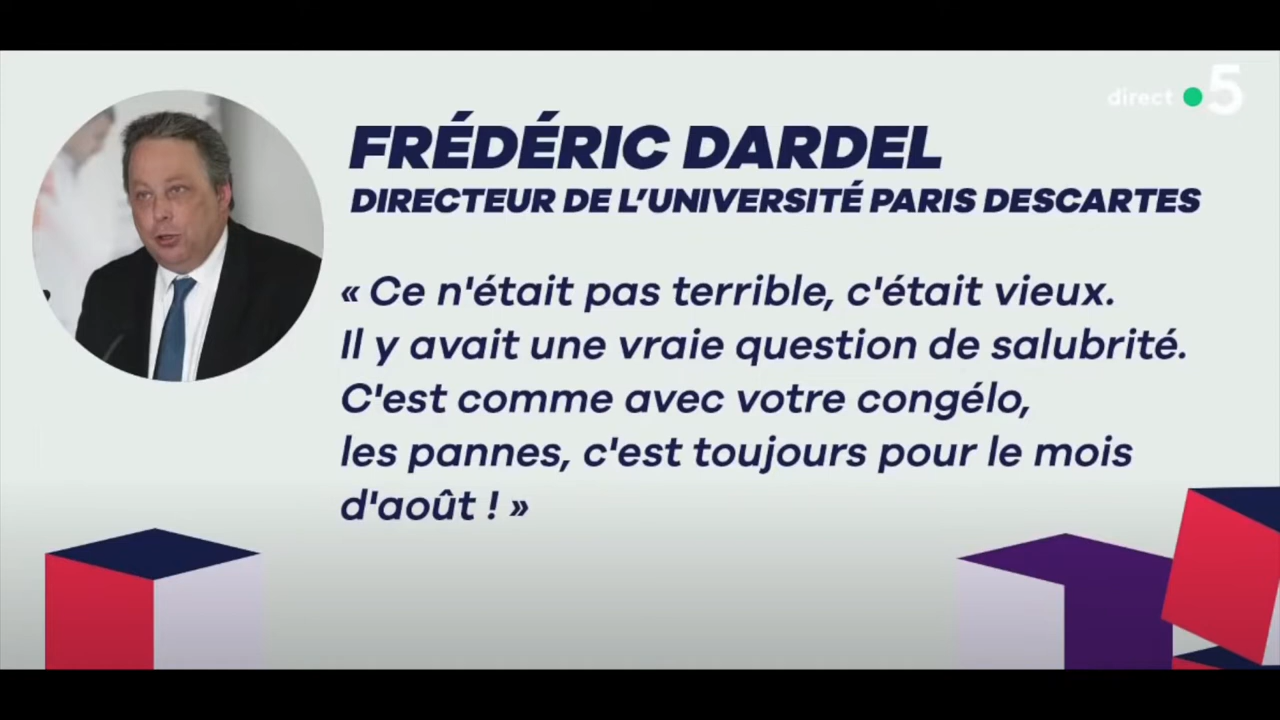 direct 5
FRÉDÉRIC DARDEL
DIRECTEUR DE L'UNIVERSITÉ PARIS DESCARTES
« Ce n'était pas terrible, c'était vieux.
Il y avait une vraie question de salubrité.
C'est comme avec votre congélo,
les pannes, c'est toujours pour le mois
d'août ! »